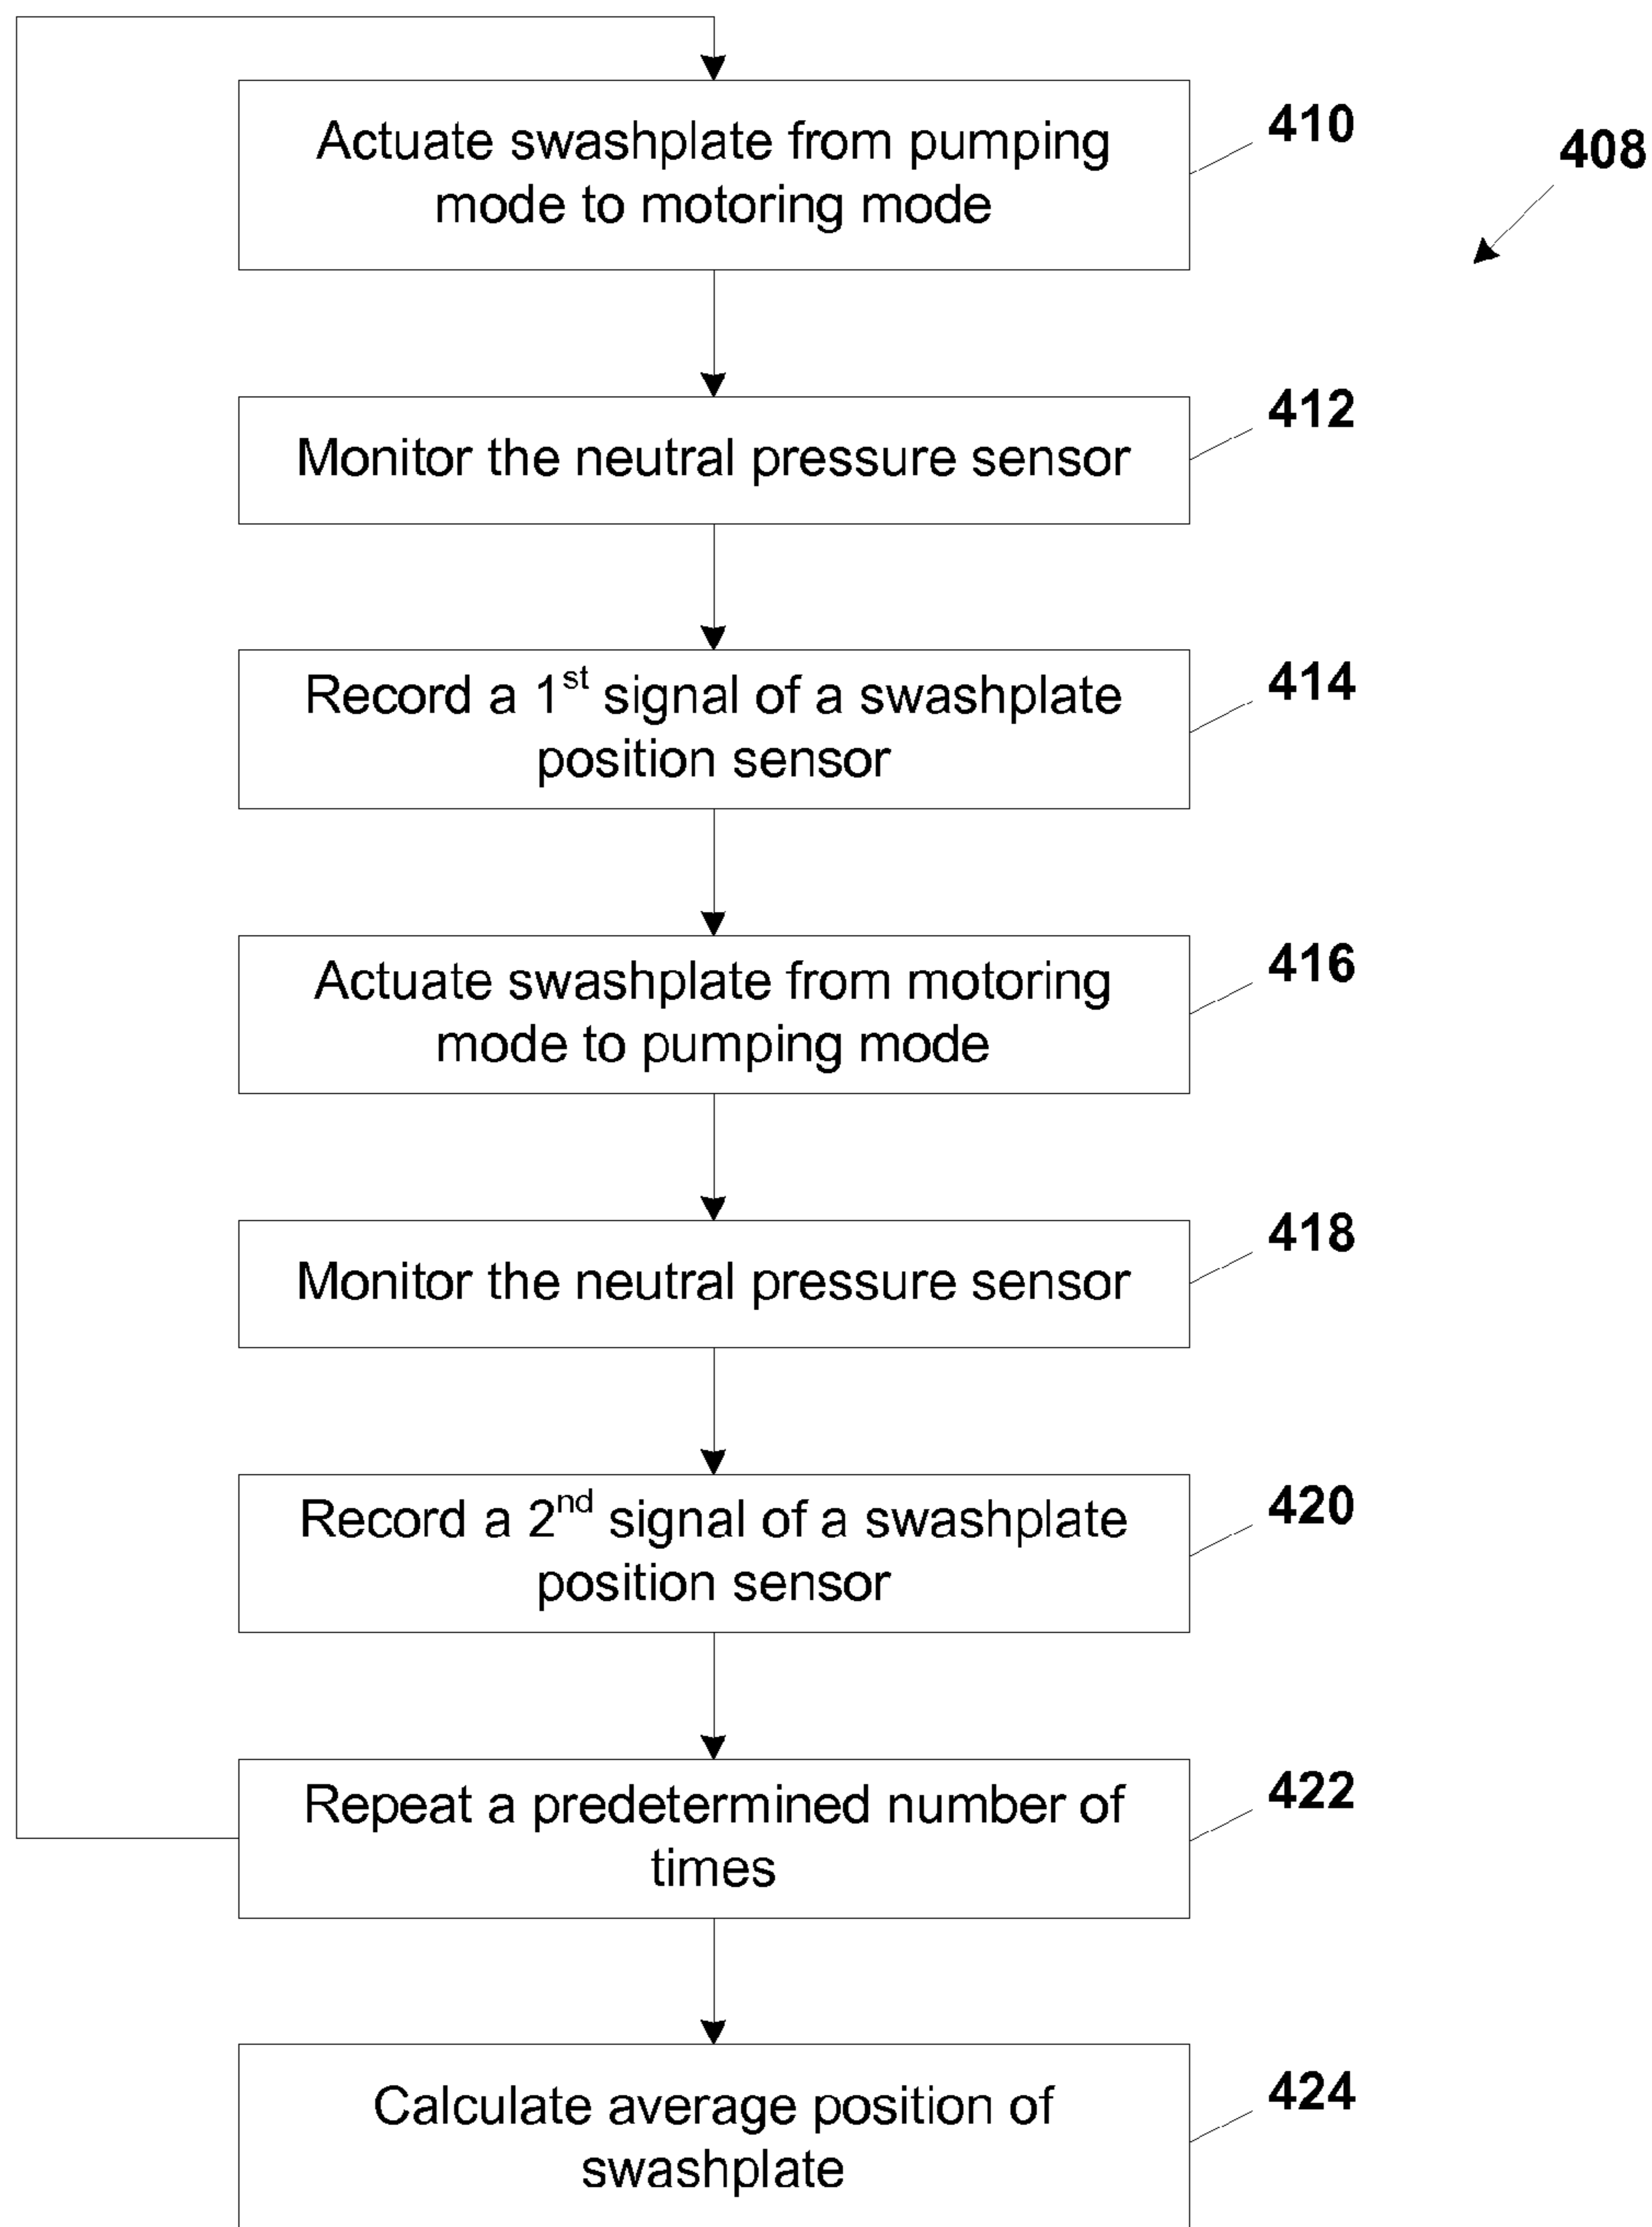 Actuate swashplate from pumping
mode to motoring mode
410
408
Monitor the neutral pressure sensor
412
Record a 1st signal of a swashplate
position sensor
414
Actuate swashplate from motoring
mode to pumping mode
416
Monitor the neutral pressure sensor
418
Record a 2nd signal of a swashplate
position sensor
420
Repeat a predetermined number of
times
422
Calculate average position of
swashplate
424